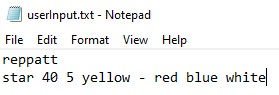 userInput.txt - Notepad
File Edit Format View Help
reppatt
star 40 5 yellow - red blue white